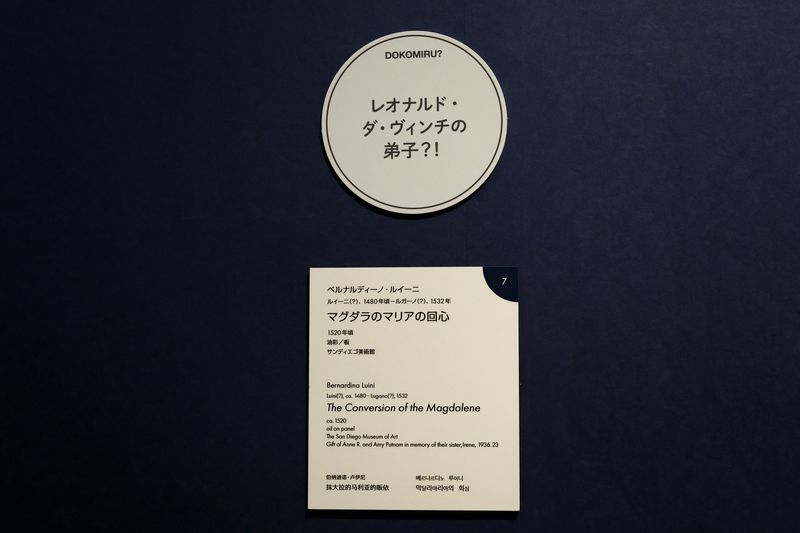 DOKOMIRU?
レオナルド・
ダ・ヴィンチの
弟子?!
7
ベルナルディーノ・ルイーニ
ルイーニ(?)、1480年頃–ルガーノ(?)、1532年
マグダラのマリアの回心
1520年頃
油彩／板
サンディエゴ美術館
Bernardino Luini
Luini(?), ca. 1480 – Lugano(?), 1532
The Conversion of the Magdalene
ca. 1520
oil on panel
The San Diego Museum of Art
Gift of Anne R. and Amy Putnam in memory of their sister, Irene, 1936.23
伯纳迪诺・卢伊尼
抹大拉的马利亚的皈依
베르나르디노 루이니
막달라마리아의 회심